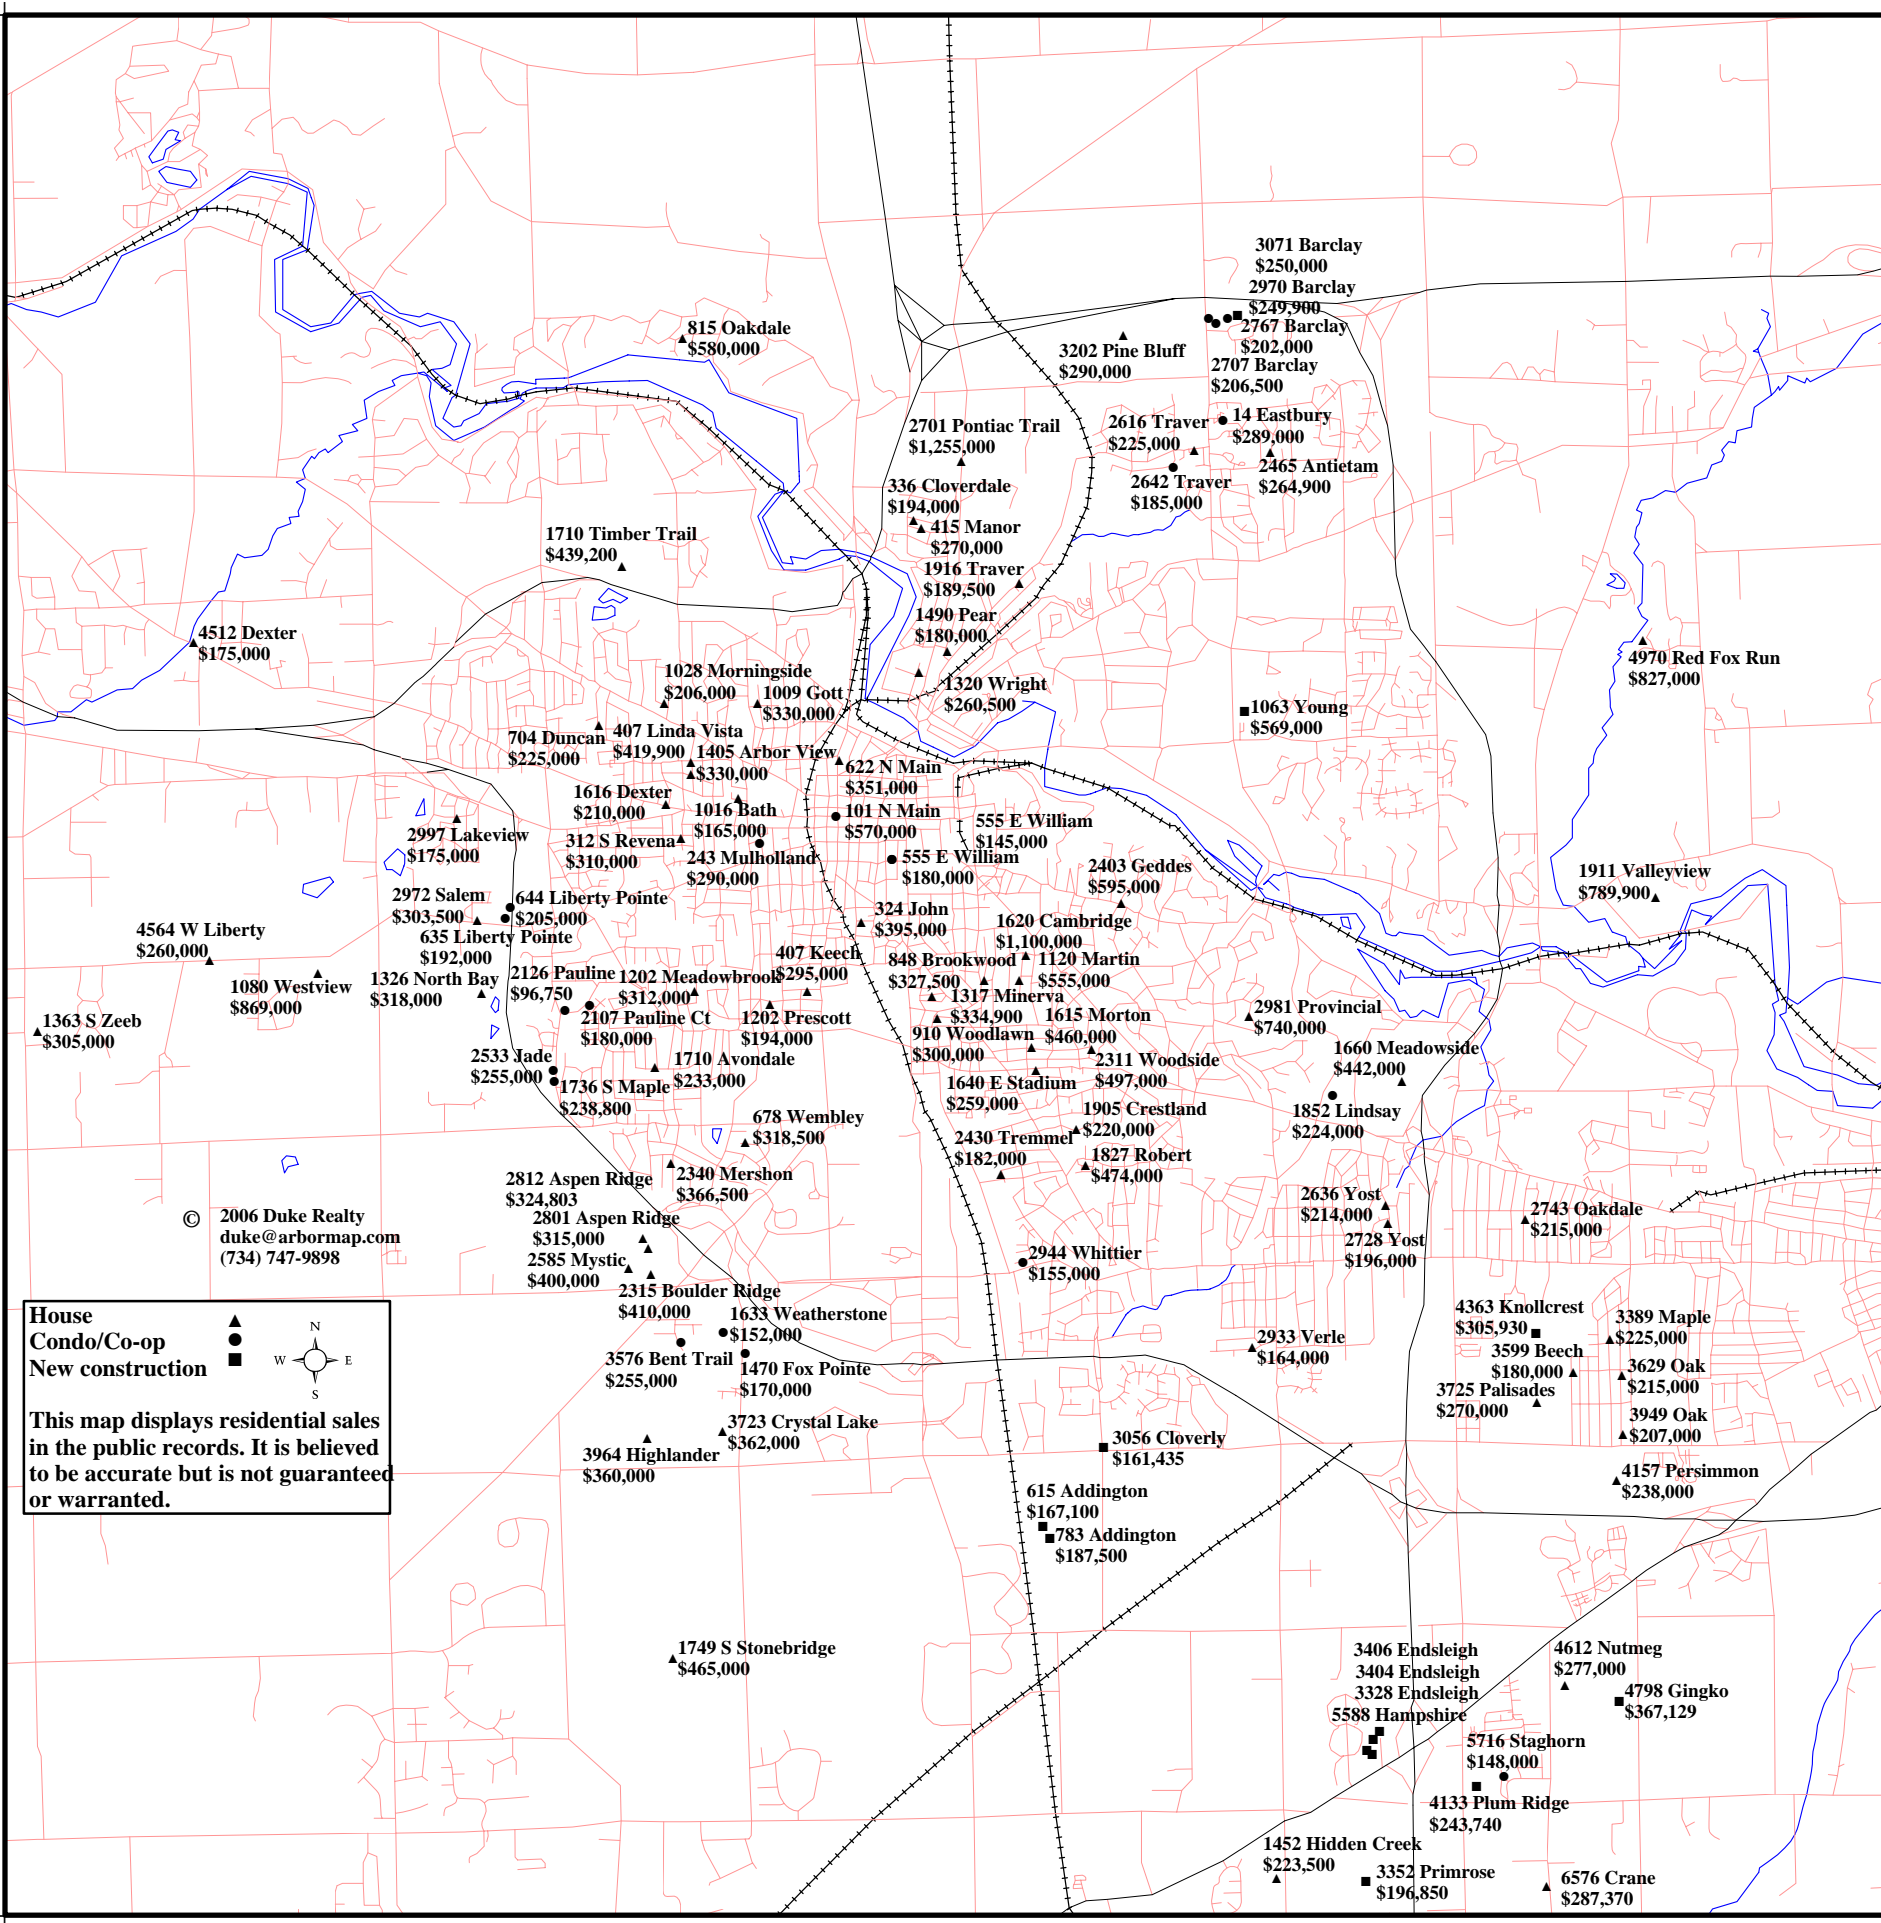 3071 Barclay
$250,000
2970 Barclay
$249,900
2767 Barclay
$202,000
2707 Barclay
$206,500
815 Oakdale
$580,000
3202 Pine Bluff
$290,000
14 Eastbury
$289,000
2616 Traver
$225,000
2701 Pontiac Trail
$1,255,000
2465 Antietam
$264,900
2642 Traver
$185,000
336 Cloverdale
$194,000
415 Manor
$270,000
1710 Timber Trail
$439,200
1916 Traver
$189,500
1490 Pear
$180,000
4512 Dexter
$175,000
4970 Red Fox Run
$827,000
1028 Morningside
$206,000
1009 Gott
$330,000
1320 Wright
$260,500
1063 Young
$569,000
704 Duncan
$225,000
407 Linda Vista
$419,900
1405 Arbor View
$330,000
622 N Main
$351,000
1616 Dexter
$210,000
1016 Bath
$165,000
101 N Main
$570,000
555 E William
$145,000
2997 Lakeview
$175,000
312 S Revena
$310,000
243 Mulholland
$290,000
555 E William
$180,000
2403 Geddes
$595,000
1911 Valleyview
$789,900
2972 Salem
$303,500
644 Liberty Pointe
$205,000
324 John
$395,000
1620 Cambridge
$1,100,000
4564 W Liberty
$260,000
635 Liberty Pointe
$192,000
407 Keech
$295,000
848 Brookwood
$327,500
1120 Martin
$555,000
1080 Westview
$869,000
1326 North Bay
$318,000
2126 Pauline
$96,750
1202 Meadowbrook
$312,000
1317 Minerva
$334,900
2981 Provincial
$740,000
1363 S Zeeb
$305,000
2107 Pauline Ct
$180,000
1202 Prescott
$194,000
1615 Morton
$460,000
910 Woodlawn
$300,000
2533 Jade
$255,000
1710 Avondale
$233,000
2311 Woodside
$497,000
1660 Meadowside
$442,000
1736 S Maple
$238,800
1640 E Stadium
$259,000
678 Wembley
$318,500
1905 Crestland
$220,000
1852 Lindsay
$224,000
2430 Tremmel
$182,000
1827 Robert
$474,000
2812 Aspen Ridge
$324,803
2340 Mershon
$366,500
2636 Yost
$214,000
2743 Oakdale
$215,000
© 2006 Duke Realty
duke@arbormap.com
(734) 747-9898
2801 Aspen Ridge
$315,000
2728 Yost
$196,000
2585 Mystic
$400,000
2944 Whittier
$155,000
2315 Boulder Ridge
$410,000
1633 Weatherstone
$152,000
4363 Knollcrest
$305,930
3389 Maple
$225,000
House
Condo/Co-op
New construction
N
W E
S
This map displays residential sales
in the public records. It is believed
to be accurate but is not guaranteed
or warranted.
2933 Verle
$164,000
3599 Beech
$180,000
3629 Oak
$215,000
3576 Bent Trail
$255,000
1470 Fox Pointe
$170,000
3725 Palisades
$270,000
3949 Oak
$207,000
3723 Crystal Lake
$362,000
3056 Cloverly
$161,435
3964 Highlander
$360,000
4157 Persimmon
$238,000
615 Addington
$167,100
783 Addington
$187,500
1749 S Stonebridge
$465,000
3406 Endsleigh
3404 Endsleigh
3328 Endsleigh
5588 Hampshire
4612 Nutmeg
$277,000
4798 Gingko
$367,129
5716 Staghorn
$148,000
4133 Plum Ridge
$243,740
1452 Hidden Creek
$223,500
3352 Primrose
$196,850
6576 Crane
$287,370